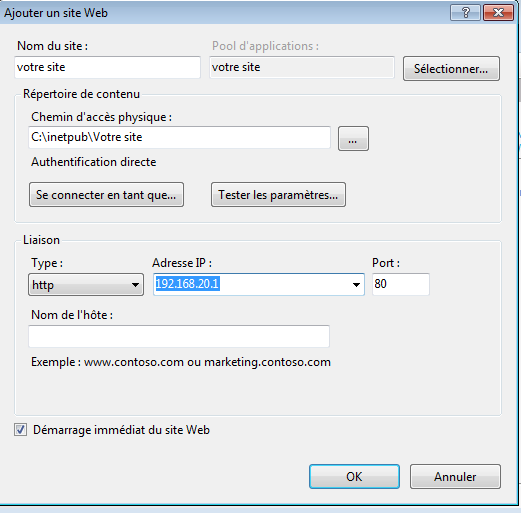 Ajouter un site Web
Nom du site :
Pool d'applications :
votre site
votre site
Sélectionner...
Répertoire de contenu
Chemin d'accès physique :
C:\inetpub\Votre site
...
Authentification directe
Se connecter en tant que...
Tester les paramètres...
Liaison
Type :
Adresse IP :
Port :
http
192.168.20.1
80
Nom de l'hôte :
Exemple : www.contoso.com ou marketing.contoso.com
Démarrage immédiat du site Web
OK
Annuler